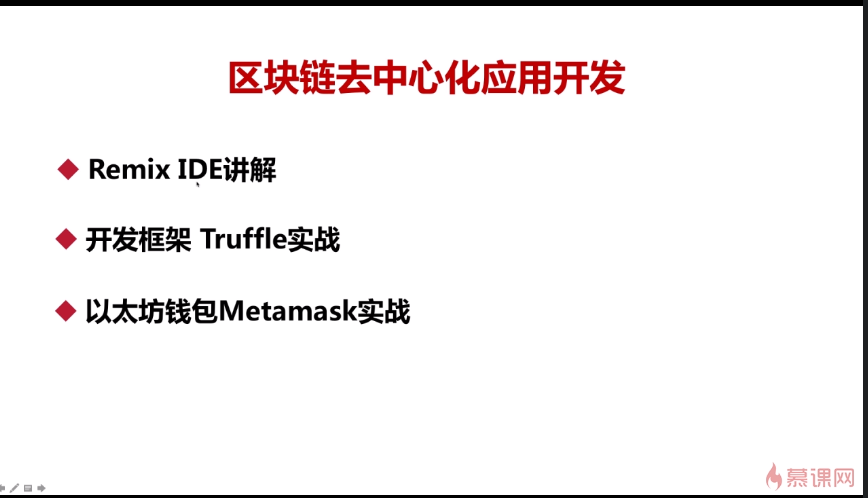 区块链去中心化应用开发
Remix IDE讲解
开发框架 Truffle实战
以太坊钱包Metamask实战
慕课网